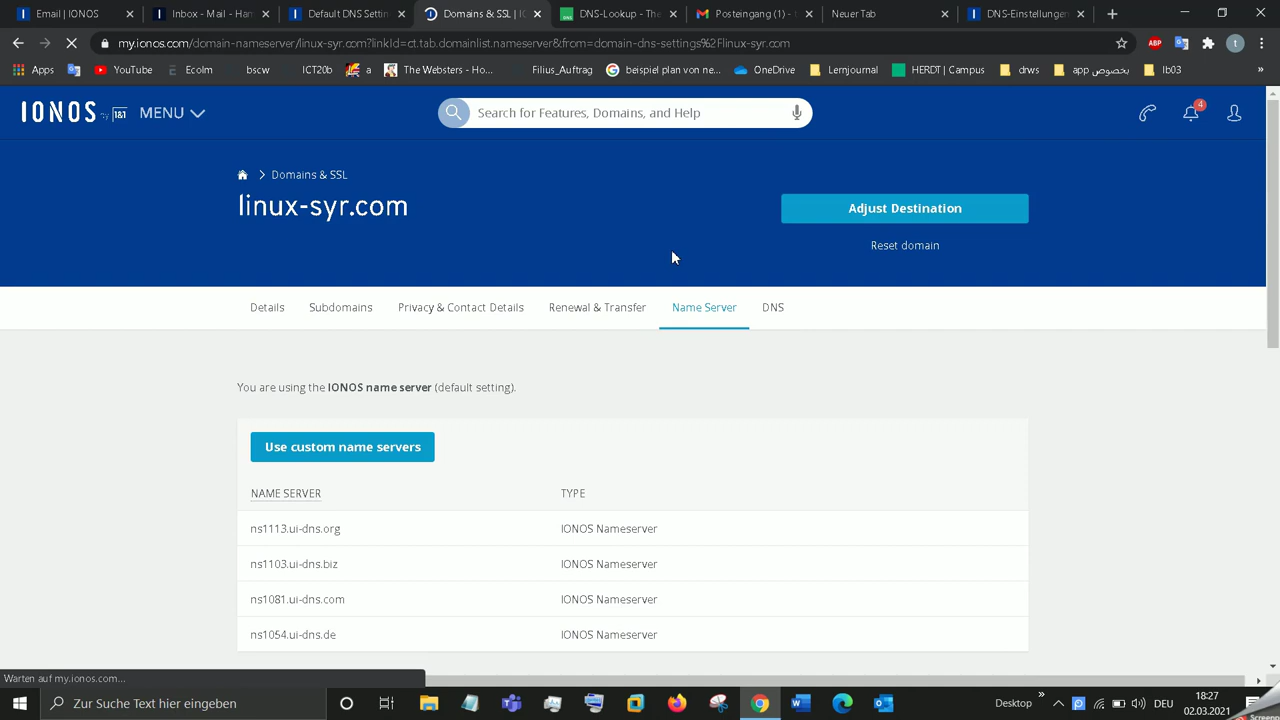 Email | IONOS
Inbox - Mail - Han
Default DNS Settin
Domains & SSL | IC
DNS-Lookup - The
Posteingang (1) -
Neuer Tab
DNS-Einstellungen
my.ionos.com/domain-nameserver/linux-syr.com?linkId=ct.tab.domainlist.nameserver&from=domain-dns-settings%2Flinux-syr.com
ABP
t
Apps
YouTube
Ecolm
bscw
ICT20b
a
The Websters - Ho...
Filius_Auftrag
beispiel plan von ne...
OneDrive
Lernjournal
HERDT | Campus
drws
بخصوص app
lb03
»
IONOS by 1&1
MENU
Search for Features, Domains, and Help
4
Domains & SSL
linux-syr.com
Adjust Destination
Reset domain
Details
Subdomains
Privacy & Contact Details
Renewal & Transfer
Name Server
DNS
You are using the IONOS name server (default setting).
Use custom name servers
NAME SERVER TYPE
ns1113.ui-dns.org IONOS Nameserver
ns1103.ui-dns.biz IONOS Nameserver
ns1081.ui-dns.com IONOS Nameserver
ns1054.ui-dns.de IONOS Nameserver
Warten auf my.ionos.com...
Zur Suche Text hier eingeben
Desktop
»
DEU
18:27
02.03.2021